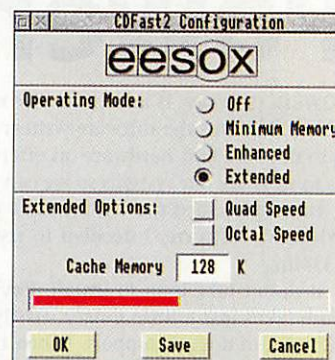 CDFast2 Configuration
eesox
Operating Mode:
Off
Minimum Memory
Enhanced
Extended
Extended Options:
Quad Speed
Octal Speed
Cache Memory 128 K
OK
Save
Cancel